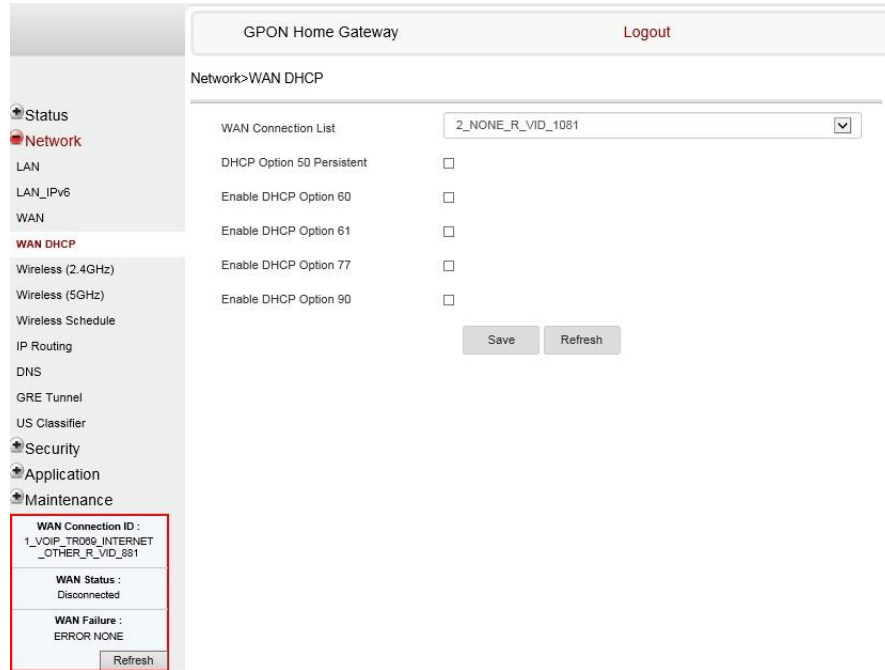 GPON Home Gateway
Logout
Network>WAN DHCP
Status
Network
LAN
LAN_IPv6
WAN
WAN DHCP
Wireless (2.4GHz)
Wireless (5GHz)
Wireless Schedule
IP Routing
DNS
GRE Tunnel
US Classifier
Security
Application
Maintenance
WAN Connection ID :
1_VOIP_TR069_INTERNET
_OTHER_R_VID_881
WAN Status :
Disconnected
WAN Failure :
ERROR NONE
Refresh
WAN Connection List
2_NONE_R_VID_1081
DHCP Option 50 Persistent
Enable DHCP Option 60
Enable DHCP Option 61
Enable DHCP Option 77
Enable DHCP Option 90
Save
Refresh